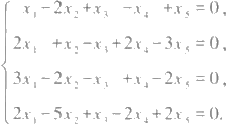 x₁-2x₂+x₃-x₄+x₅=0,
2x₁+x₂-x₃+2x₄-3x₅=0,
3x₁-2x₂-x₃+x₄-2x₅=0,
2x₁-5x₂+x₃-2x₄+2x₅=0.